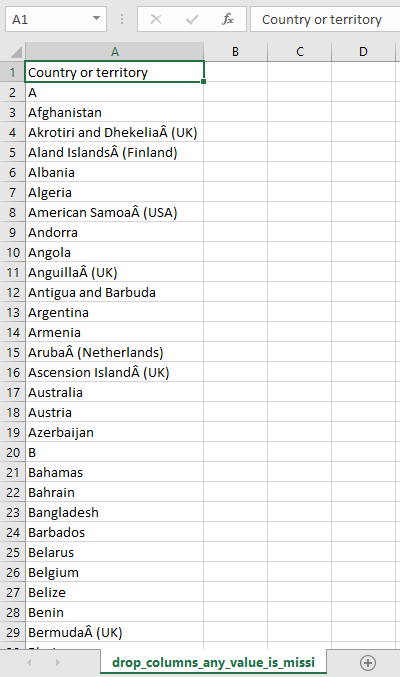 A1 fx Country or territory
A B C D
1 Country or territory
2 A
3 Afghanistan
4 Akrotiri and DhekeliaÂ (UK)
5 Aland IslandsÂ (Finland)
6 Albania
7 Algeria
8 American SamoaÂ (USA)
9 Andorra
10 Angola
11 AnguillaÂ (UK)
12 Antigua and Barbuda
13 Argentina
14 Armenia
15 ArubaÂ (Netherlands)
16 Ascension IslandÂ (UK)
17 Australia
18 Austria
19 Azerbaijan
20 B
21 Bahamas
22 Bahrain
23 Bangladesh
24 Barbados
25 Belarus
26 Belgium
27 Belize
28 Benin
29 BermudaÂ (UK)
drop_columns_any_value_is_missi